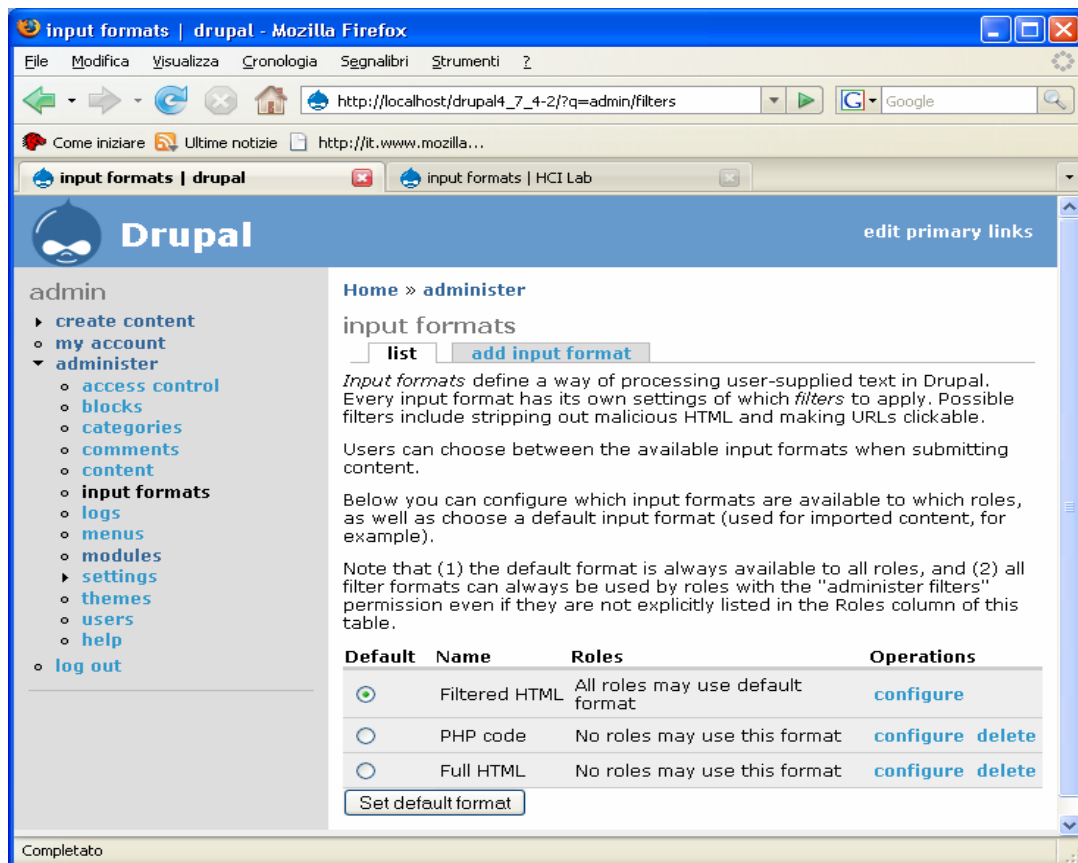 input formats | drupal - Mozilla Firefox
File Modifica Visualizza Cronologia Segnalibri Strumenti ?
http://localhost/drupal4_7_4-2/?q=admin/filters
G Google
Come iniziare Ultime notizie http://it.www.mozilla...
input formats | drupal input formats | HCI Lab
Drupal
edit primary links
admin
create content
my account
administer
access control
blocks
categories
comments
content
input formats
logs
menus
modules
settings
themes
users
help
log out
Home » administer
input formats
list add input format
Input formats define a way of processing user-supplied text in Drupal.
Every input format has its own settings of which filters to apply. Possible
filters include stripping out malicious HTML and making URLs clickable.
Users can choose between the available input formats when submitting
content.
Below you can configure which input formats are available to which roles,
as well as choose a default input format (used for imported content, for
example).
Note that (1) the default format is always available to all roles, and (2) all
filter formats can always be used by roles with the "administer filters"
permission even if they are not explicitly listed in the Roles column of this
table.
Default Name Roles Operations
Filtered HTML All roles may use default format configure
PHP code No roles may use this format configure delete
Full HTML No roles may use this format configure delete
Set default format
Completato